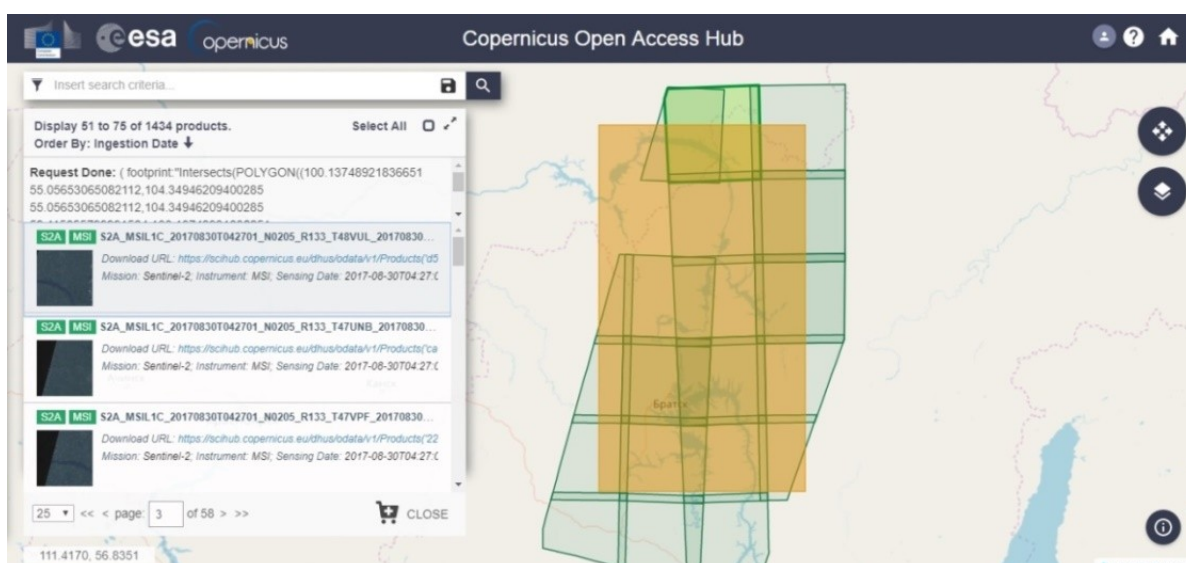 esa opernicus
Copernicus Open Access Hub
Insert search criteria...
Display 51 to 75 of 1434 products.
Select All
Order By: Ingestion Date
Request Done: ( footprint:"Intersects(POLYGON((100.13748921836651
55.05653065082112,104.34946209400285
55.05653065082112,104.34946209400285
S2A MSI S2A_MSIL1C_20170830T042701_N0205_R133_T48VUL_20170830...
Download URL: https://scihub.copernicus.eu/dhus/odata/v1/Products('d5
Mission: Sentinel-2; Instrument: MSI; Sensing Date: 2017-08-30T04:27:0
S2A MSI S2A_MSIL1C_20170830T042701_N0205_R133_T47UNB_20170830...
Download URL: https://scihub.copernicus.eu/dhus/odata/v1/Products('ca
Mission: Sentinel-2; Instrument: MSI; Sensing Date: 2017-08-30T04:27:0
S2A MSI S2A_MSIL1C_20170830T042701_N0205_R133_T47VPF_20170830...
Download URL: https://scihub.copernicus.eu/dhus/odata/v1/Products('22
Mission: Sentinel-2; Instrument: MSI; Sensing Date: 2017-08-30T04:27:0
Братск
25 << < page: 3 of 58 > >>
CLOSE
111.4170, 56.8351